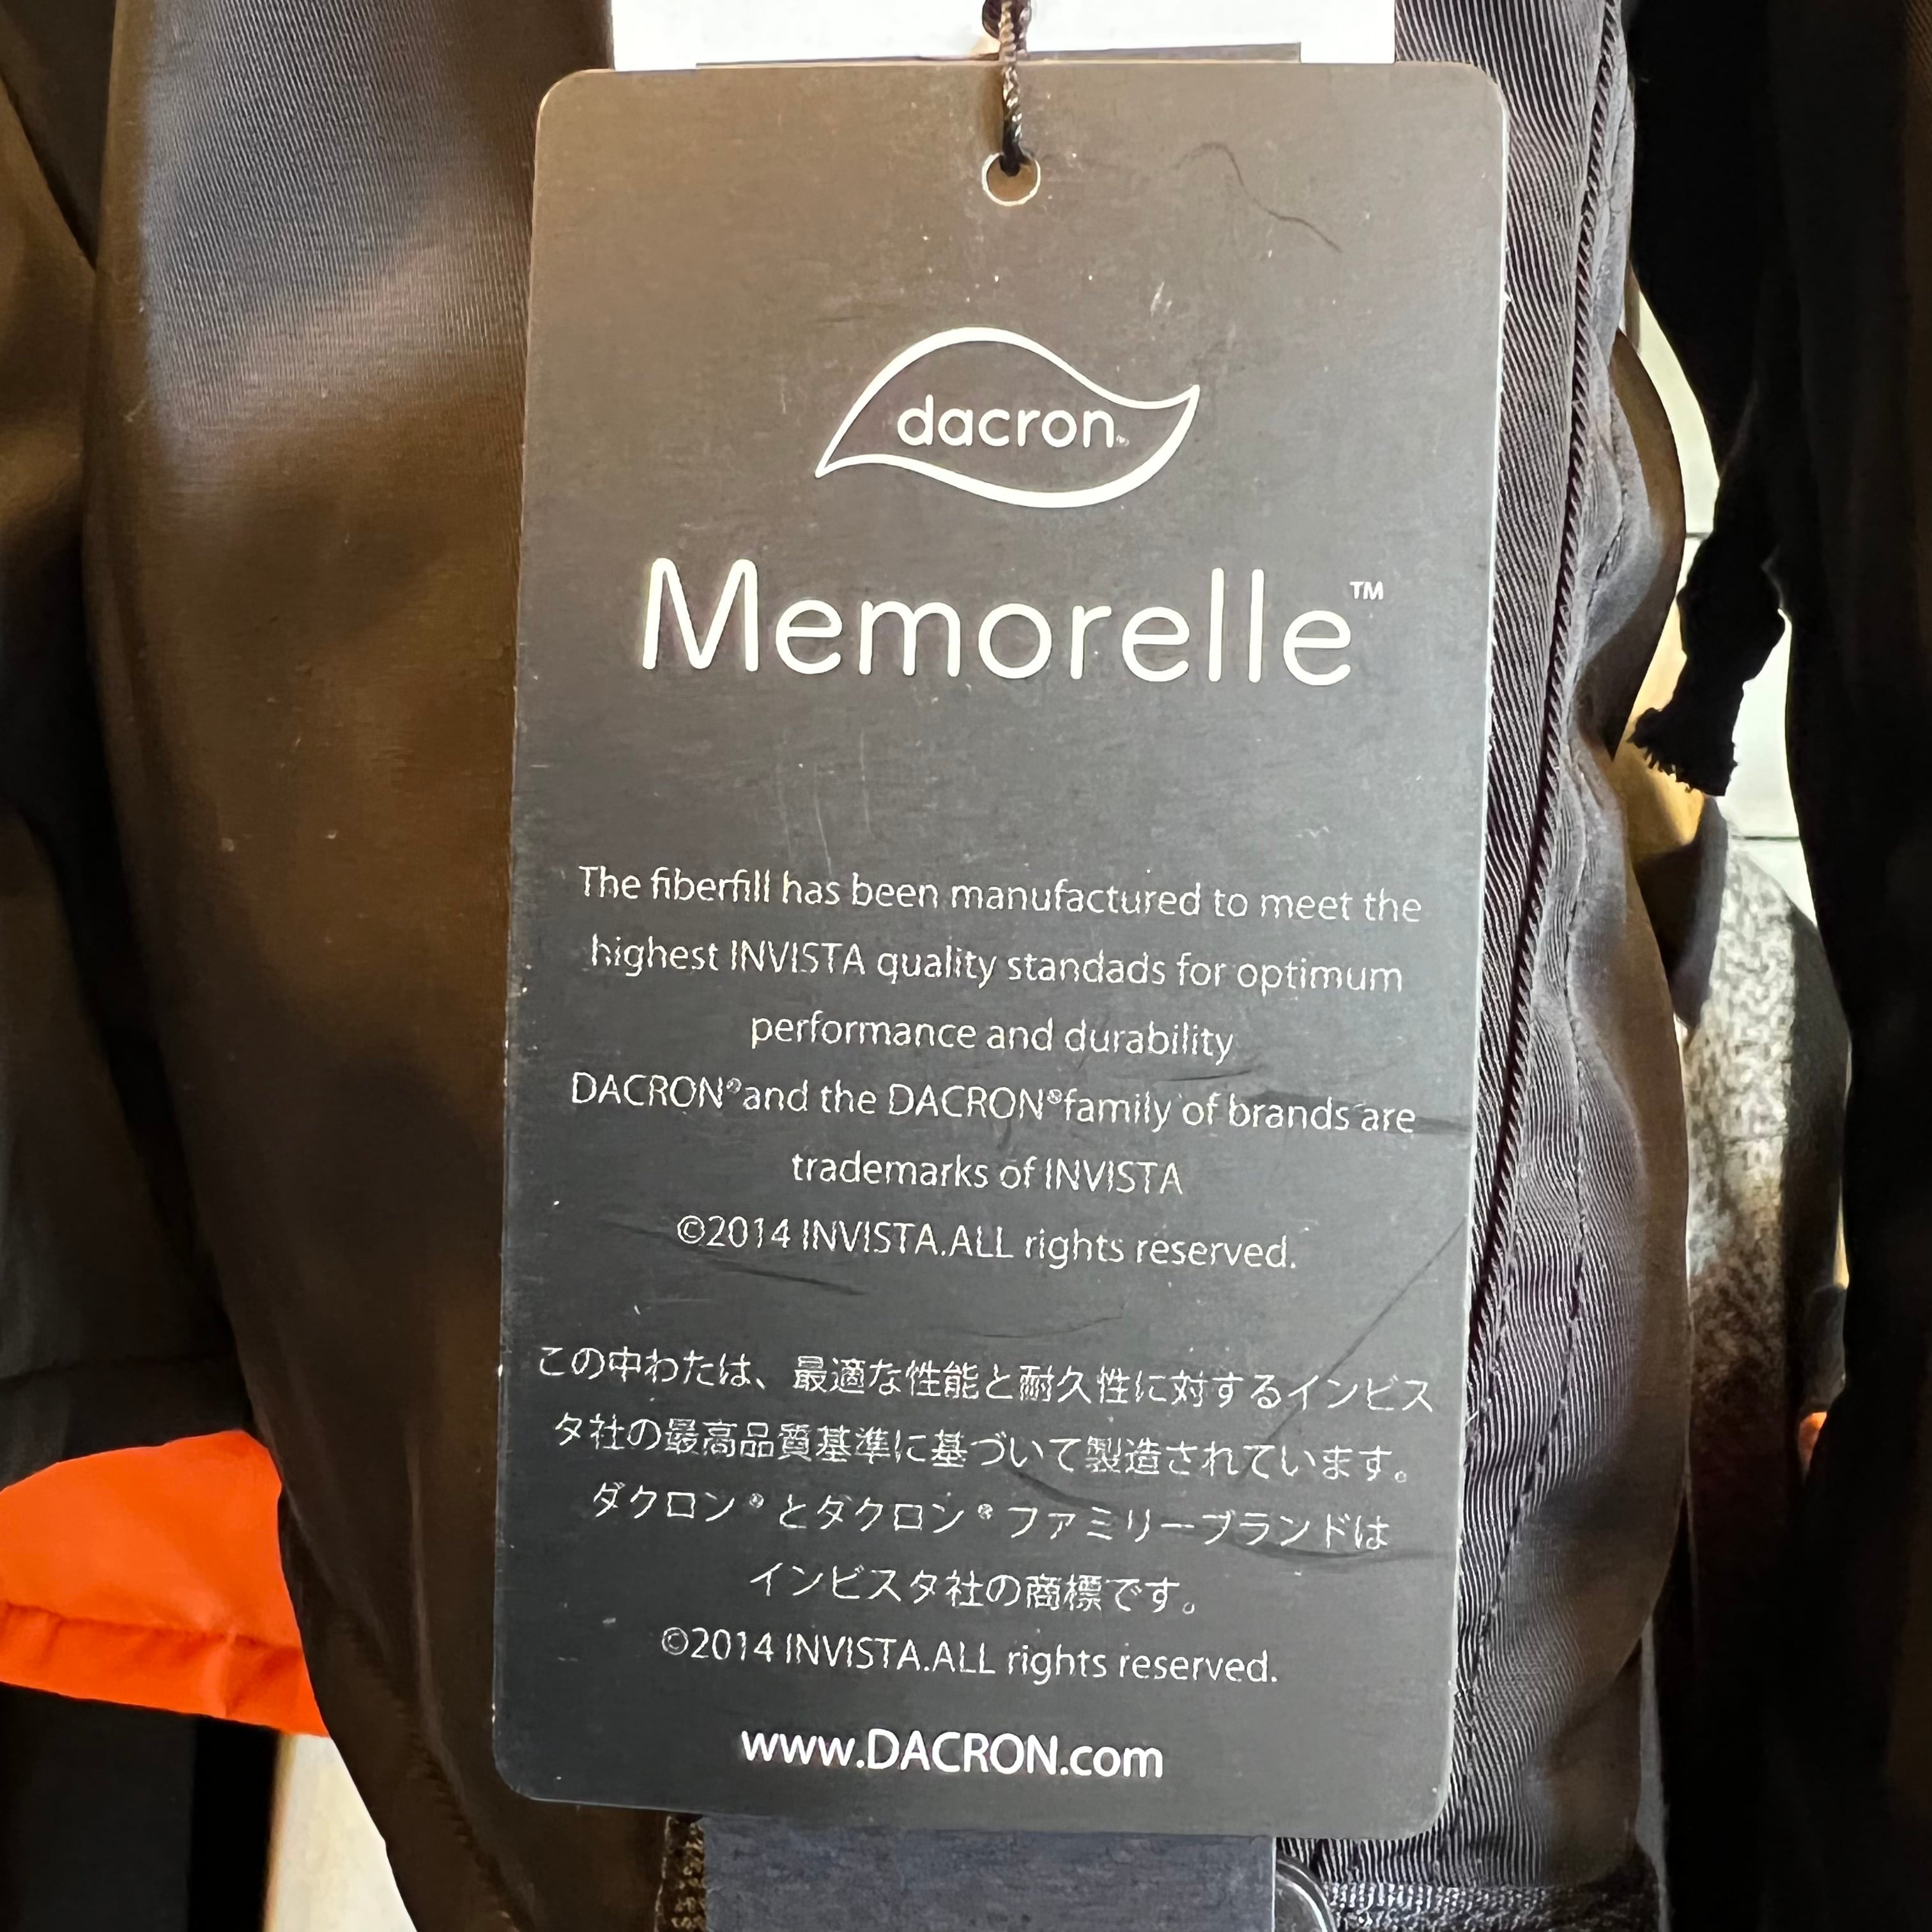 dacron®
Memorelle™
The fiberfill has been manufactured to meet the
highest INVISTA quality standads for optimum
performance and durability
DACRON®and the DACRON®family of brands are
trademarks of INVISTA
©2014 INVISTA.ALL rights reserved.
この中わたは、最適な性能と耐久性に対するインビス
タ社の最高品質基準に基づいて製造されています。
ダクロン®とダクロン®ファミリーブランドは
インビスタ社の商標です。
©2014 INVISTA.ALL rights reserved.
www.DACRON.com